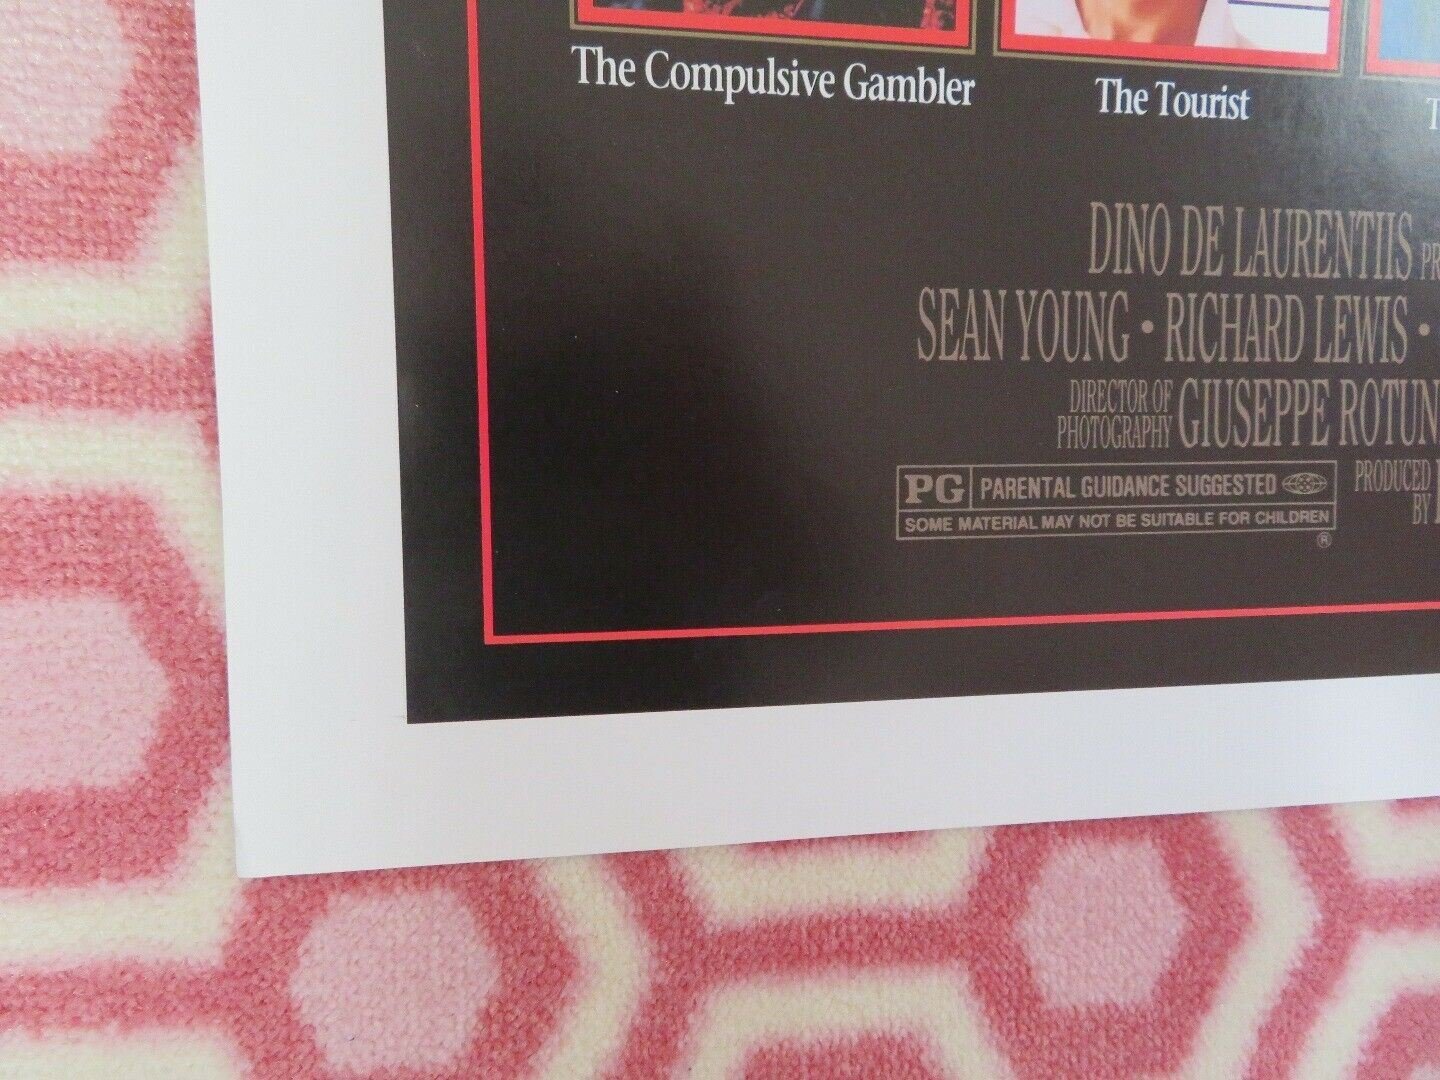 The Compulsive Gambler
The Tourist
DINO DE LAURENTIIS
SEAN YOUNG • RICHARD LEWIS •
DIRECTOR OF PHOTOGRAPHY GIUSEPPE ROTUN
PG PARENTAL GUIDANCE SUGGESTED
SOME MATERIAL MAY NOT BE SUITABLE FOR CHILDREN
®
PRODUCED BY